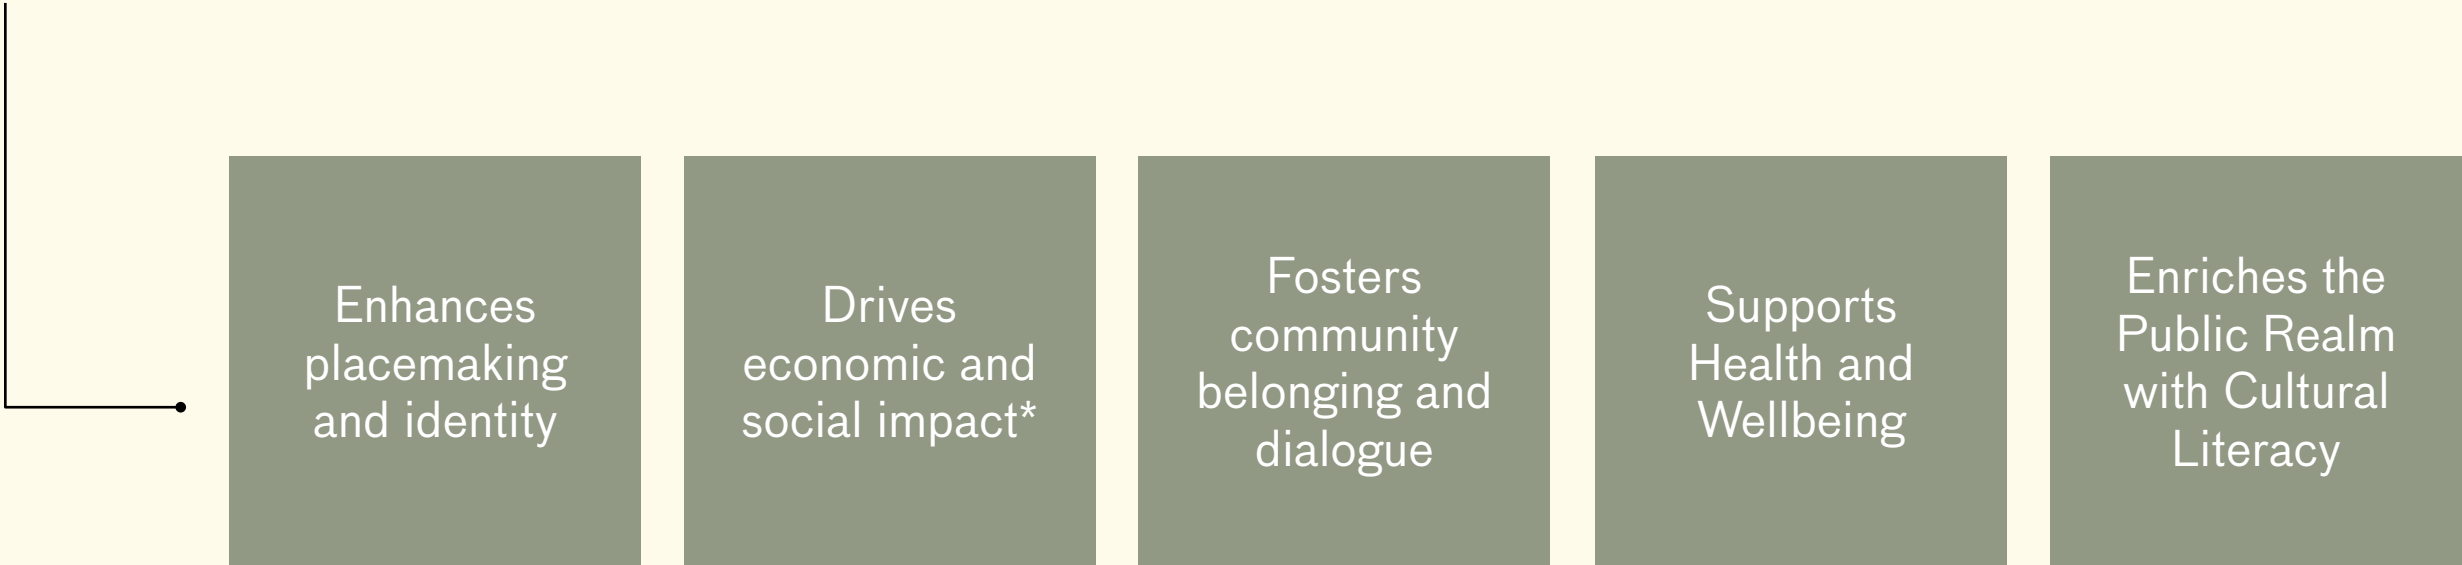 Enhances
placemaking
and identity
Drives
economic and
social impact*
Fosters
community
belonging and
dialogue
Supports
Health and
Wellbeing
Enriches the
Public Realm
with Cultural
Literacy